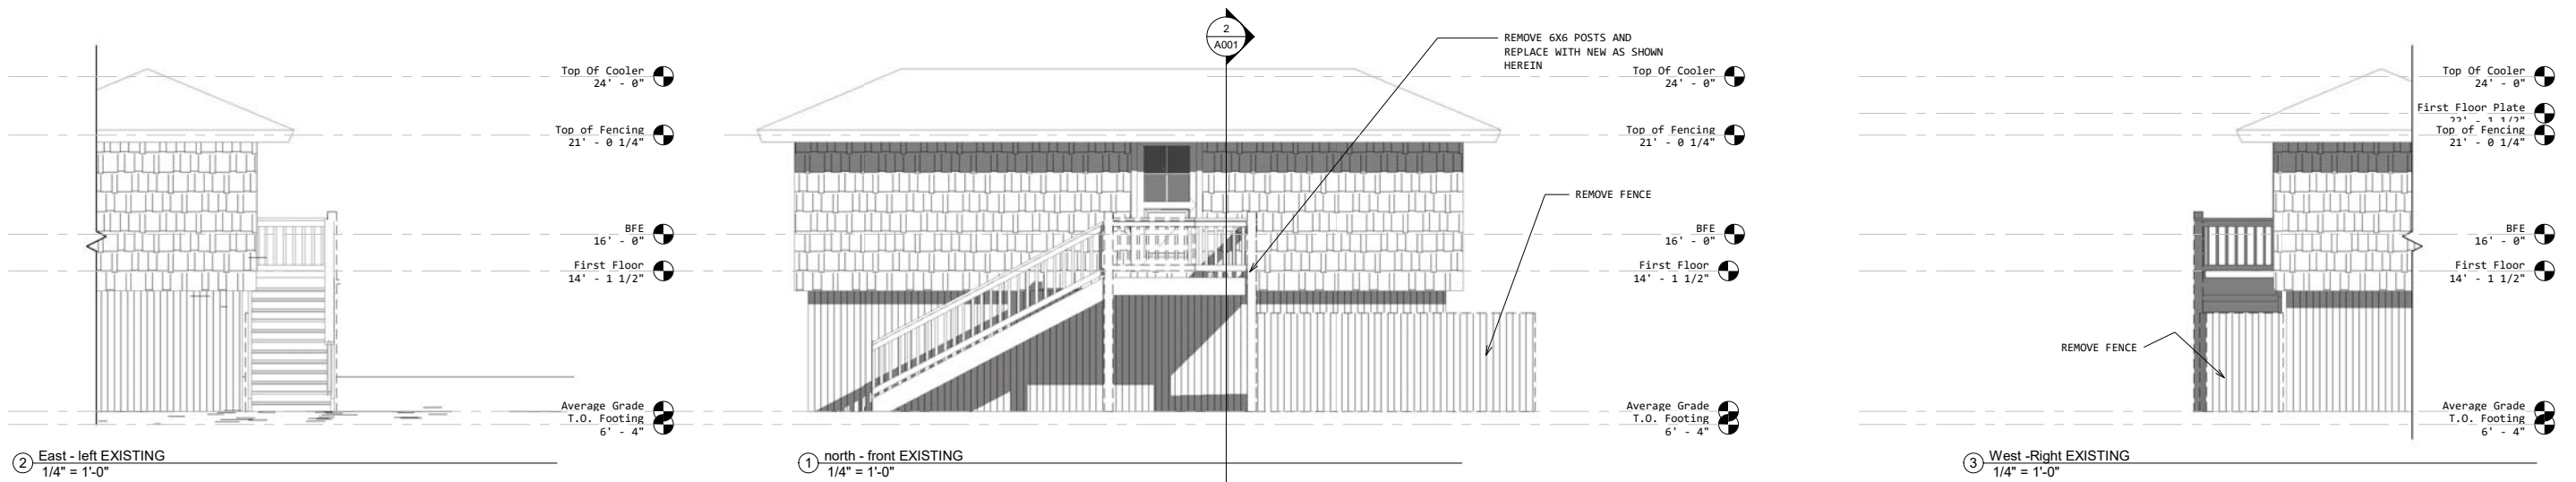 Top Of Cooler
24' - 0"
Top of Fencing
21' - 0 1/4"
BFE
16' - 0"
First Floor
14' - 1 1/2"
Average Grade
T.O. Footing
6' - 4"
2
East - left EXISTING
1/4" = 1'-0"
2
A001
REMOVE 6X6 POSTS AND
REPLACE WITH NEW AS SHOWN
HEREIN
Top Of Cooler
24' - 0"
Top of Fencing
21' - 0 1/4"
REMOVE FENCE
BFE
16' - 0"
First Floor
14' - 1 1/2"
Average Grade
T.O. Footing
6' - 4"
1
north - front EXISTING
1/4" = 1'-0"
Top Of Cooler
24' - 0"
First Floor Plate
22' - 1 1/2"
Top of Fencing
21' - 0 1/4"
BFE
16' - 0"
First Floor
14' - 1 1/2"
REMOVE FENCE
Average Grade
T.O. Footing
6' - 4"
3
West -Right EXISTING
1/4" = 1'-0"